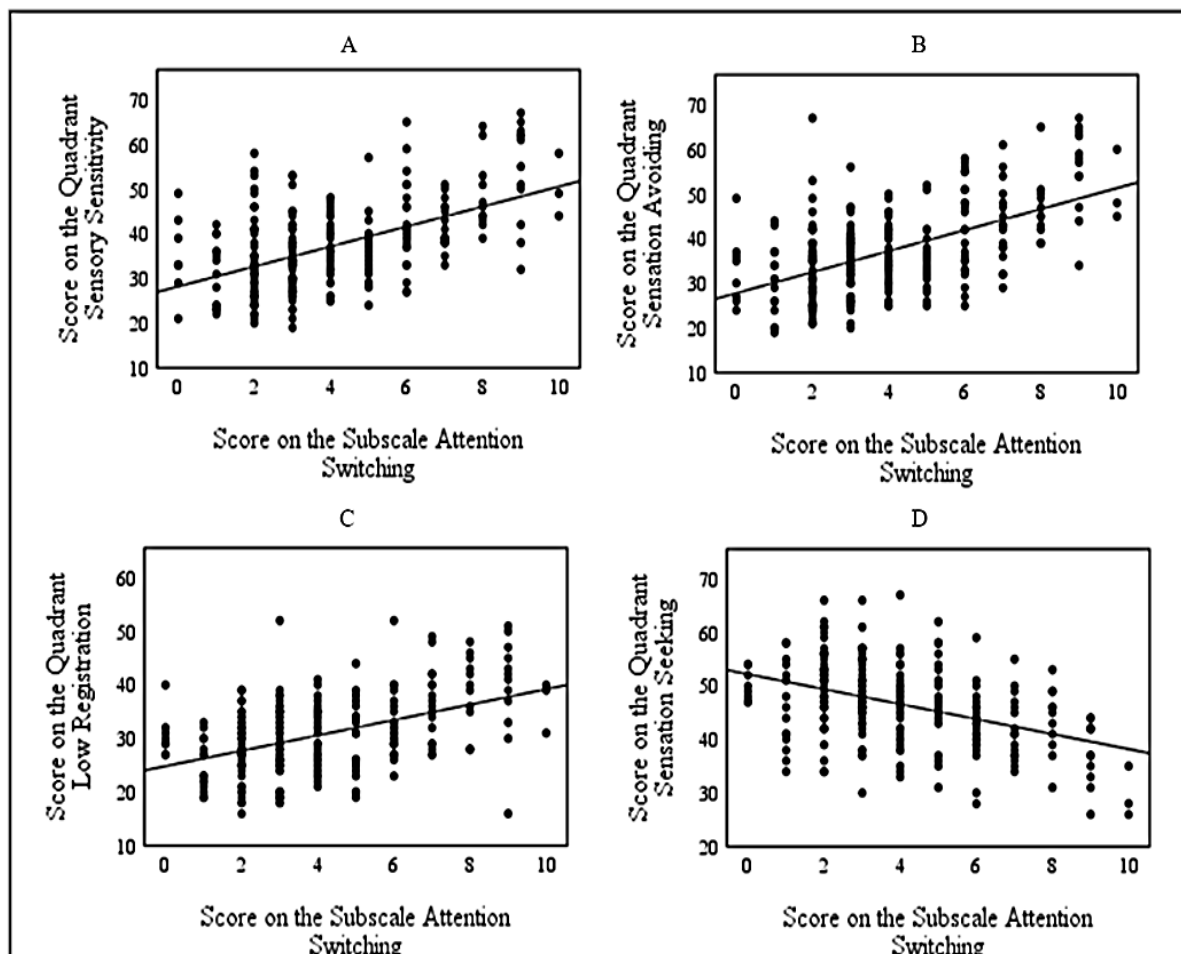 A
Score on the Quadrant
Sensory Sensitivity
70
60
50
40
30
20
10
0 2 4 6 8 10
Score on the Subscale Attention
Switching
B
Score on the Quadrant
Sensation Avoiding
70
60
50
40
30
20
10
0 2 4 6 8 10
Score on the Subscale Attention
Switching
C
Score on the Quadrant
Low Registration
60
50
40
30
20
10
0 2 4 6 8 10
Score on the Subscale Attention
Switching
D
Score on the Quadrant
Sensation Seeking
70
60
50
40
30
20
0 2 4 6 8 10
Score on the Subscale Attention
Switching